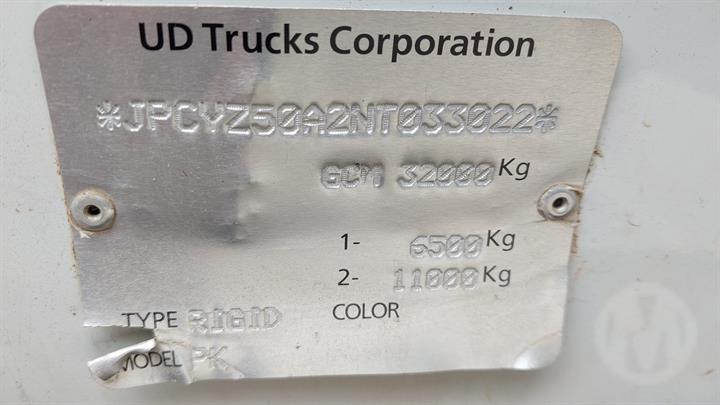 UD Trucks Corporation
*JPCYZ50A2NT033022*
GCM 32000 Kg
1- 6500 Kg
2- 11000 Kg
TYPE RIGID COLOR
MODEL PK